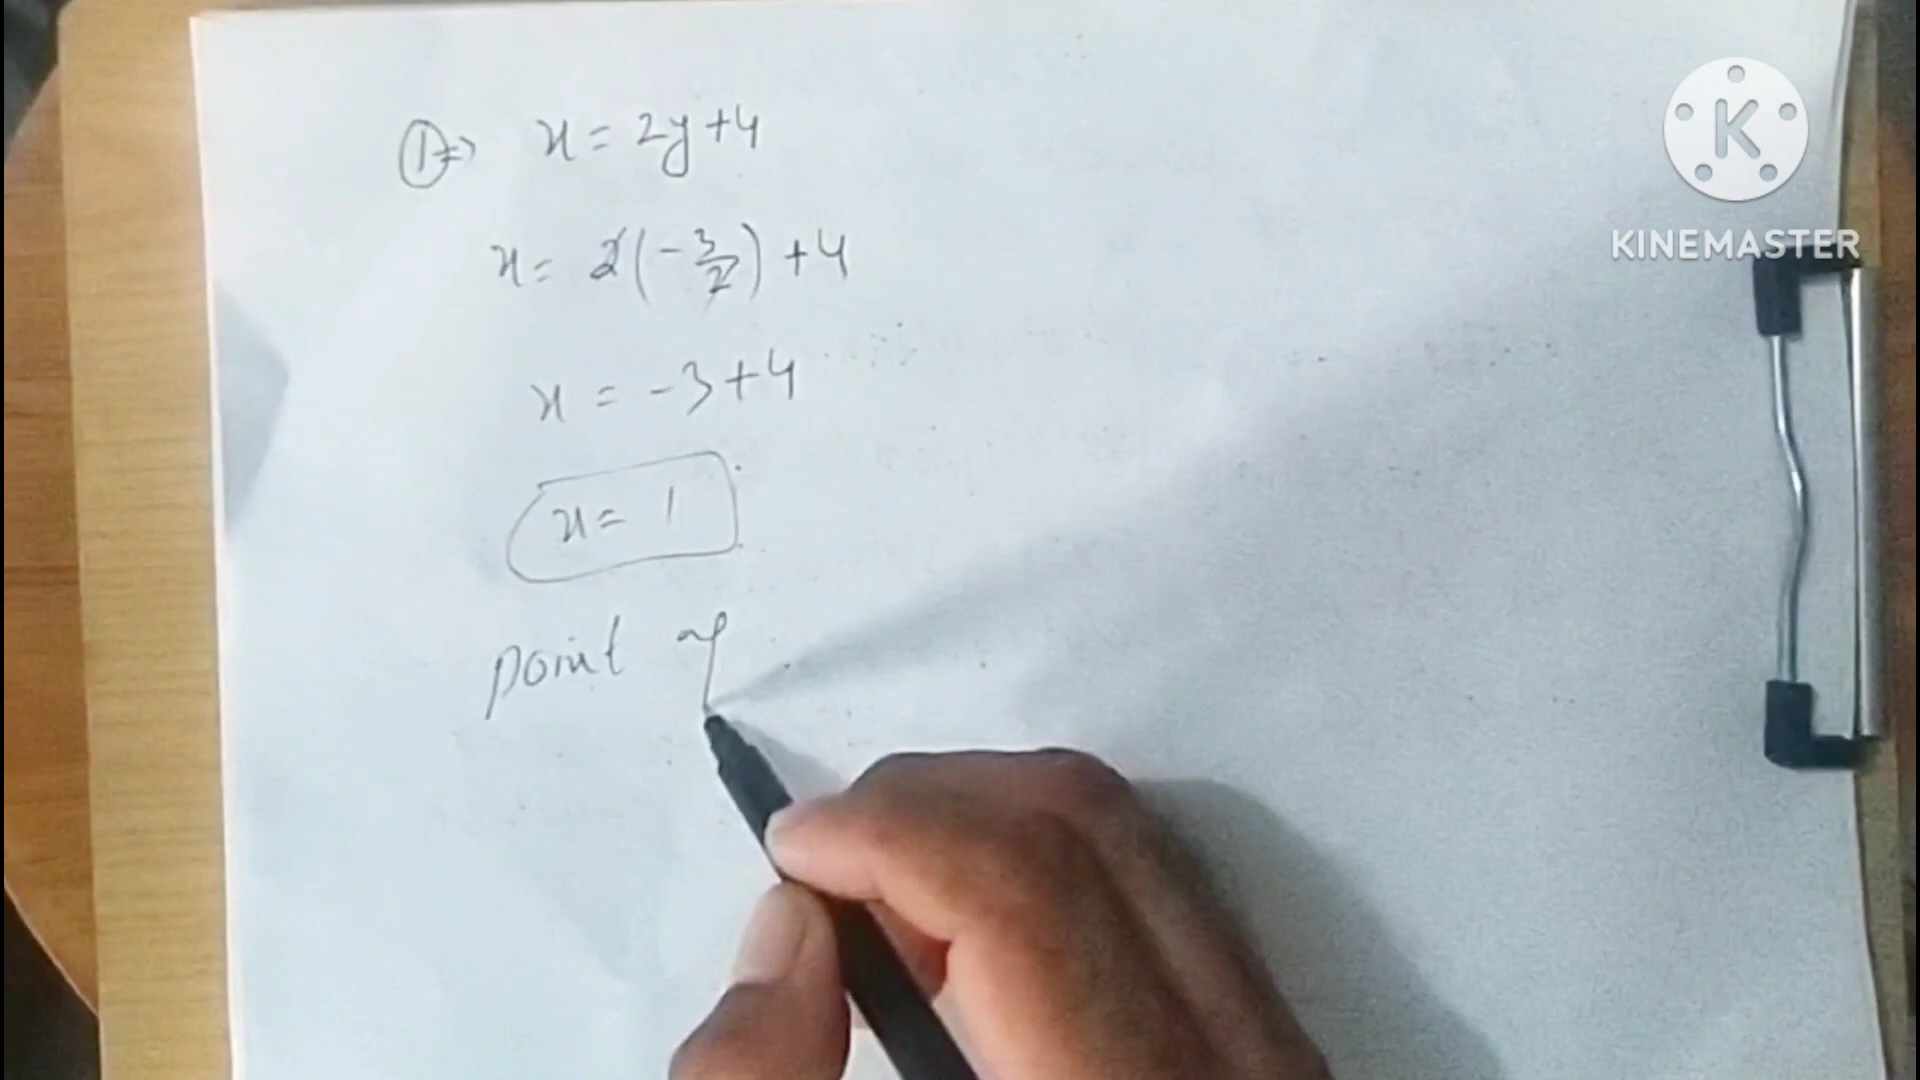 ① ⇒ x = 2y + 4
x = 2(-3/2) + 4
x = -3 + 4
x = 1
point of
K
KINEMASTER